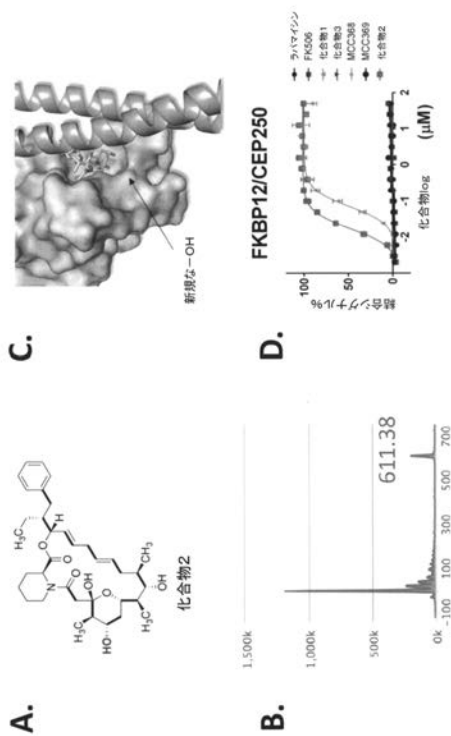 A.
H₃C
H
O
O
N
O
OH
O
H₃C
HO
CH₃
CH₃
OH
CH₃
化合物2
B.
1,500k
1,000k
500k
0k
611.38
-100
100
300
500
700
C.
新規な－OH
D.
FKBP12/CEP250
結合シグナル%
100
50
0
-2
-1
0
1
2
化合物log
(μM)
ラパマイシン
FK506
化合物1
化合物3
MCC368
MCC369
化合物2